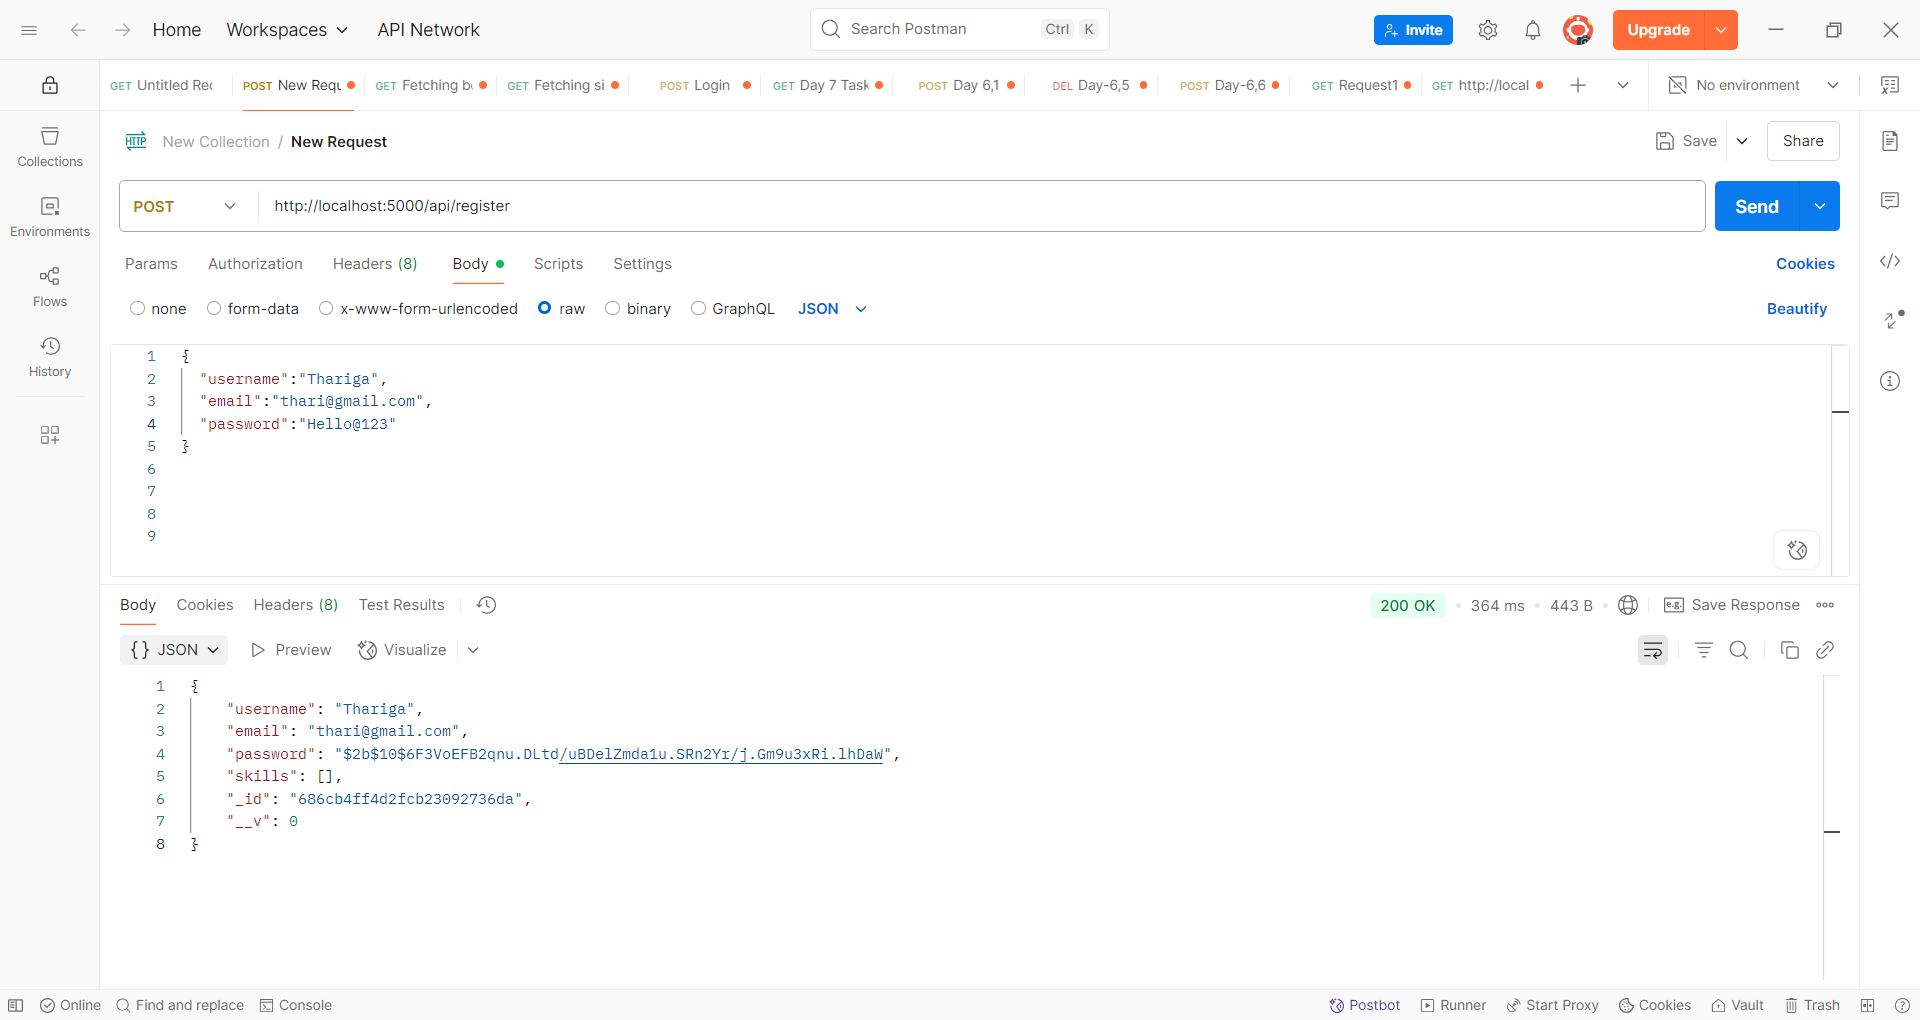 Home Workspaces API Network Search Postman Ctrl K Invite Upgrade
GET Untitled Rec POST New Requ GET Fetching b GET Fetching si POST Login GET Day 7 Task POST Day 6,1 DEL Day-6,5 POST Day-6,6 GET Request1 GET http://local No environment
Collections
Environments
Flows
History
HTTP New Collection / New Request Save Share
POST http://localhost:5000/api/register Send
Params Authorization Headers (8) Body Scripts Settings Cookies
none form-data x-www-form-urlencoded raw binary GraphQL JSON Beautify
1 {
2 "username":"Thariga",
3 "email":"thari@gmail.com",
4 "password":"Hello@123"
5 }
6
7
8
9
Body Cookies Headers (8) Test Results 200 OK 364 ms 443 B e.g. Save Response
{} JSON Preview Visualize
1 {
2 "username": "Thariga",
3 "email": "thari@gmail.com",
4 "password": "$2b$10$6F3VoEFB2qnu.DLtd/uBDelZmda1u.SRn2Yr/j.Gm9u3xRi.lhDaW",
5 "skills": [],
6 "_id": "686cb4ff4d2fcb23092736da",
7 "__v": 0
8 }
Online Find and replace Console Postbot Runner Start Proxy Cookies Vault Trash